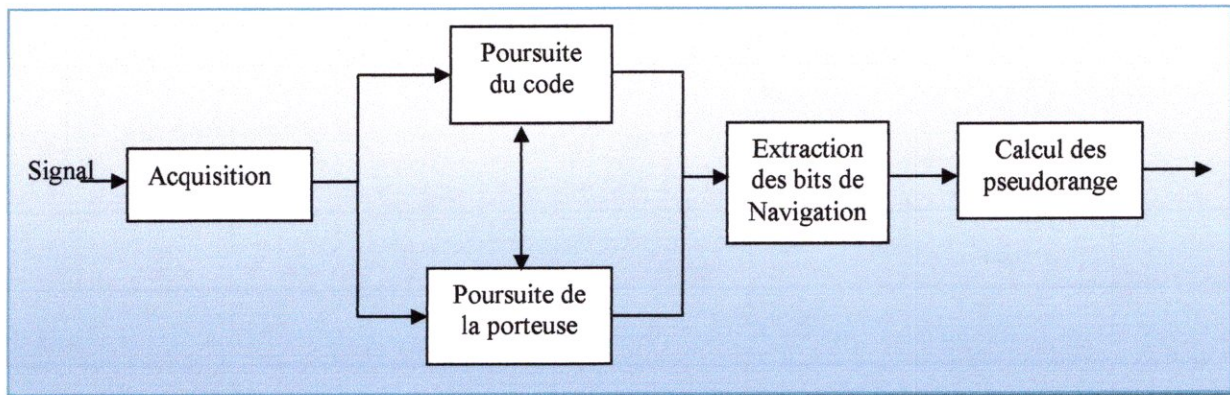 Signal
Acquisition
Poursuite
du code
Poursuite de
la porteuse
Extraction
des bits de
Navigation
Calcul des
pseudorange